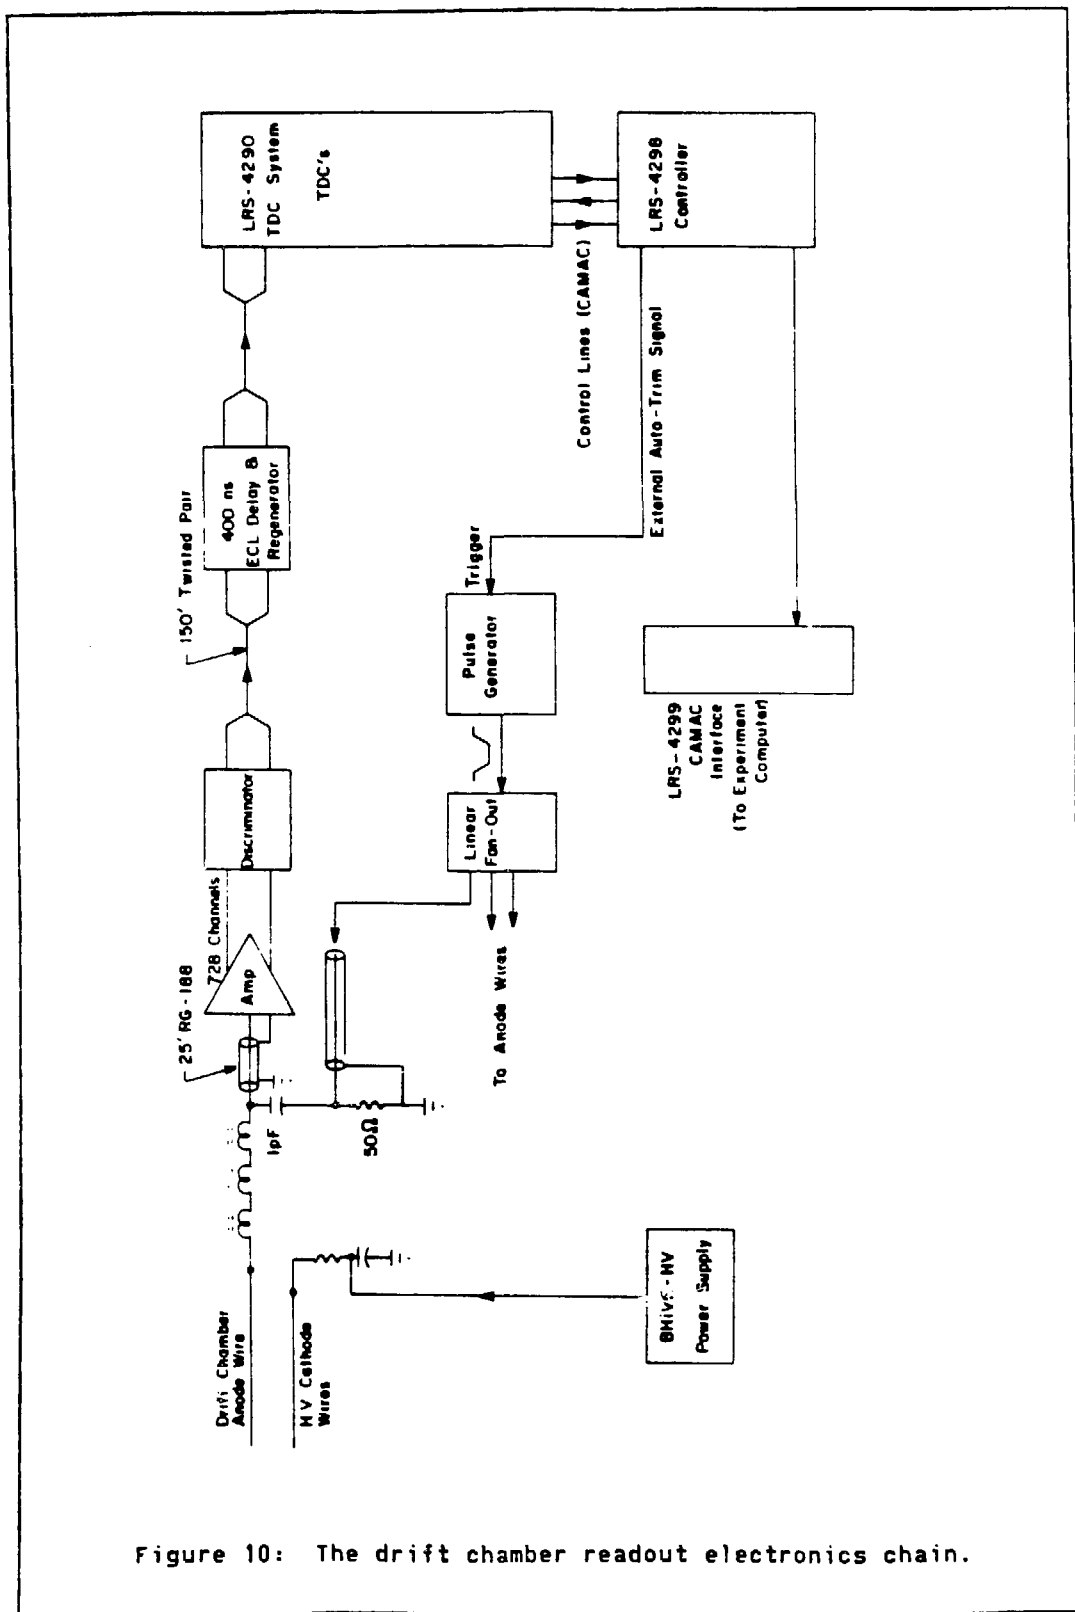 Drift Chamber
Anode Wire
HV Cathode
Wires
1pF
50Ω
25' RG-188
Amp
728 Channels
Discriminator
150' Twisted Pair
400 ns
ECL Delay &
Regenerator
LRS-4290
TDC System
TDC's
Control Lines (CAMAC)
LRS-4298
Controller
External Auto-Trim Signal
Trigger
Pulse
Generator
Linear
Fan-Out
To Anode Wires
LRS-4299
CAMAC
Interface
(To Experiment
Computer)
HV
Power Supply
Figure 10: The drift chamber readout electronics chain.